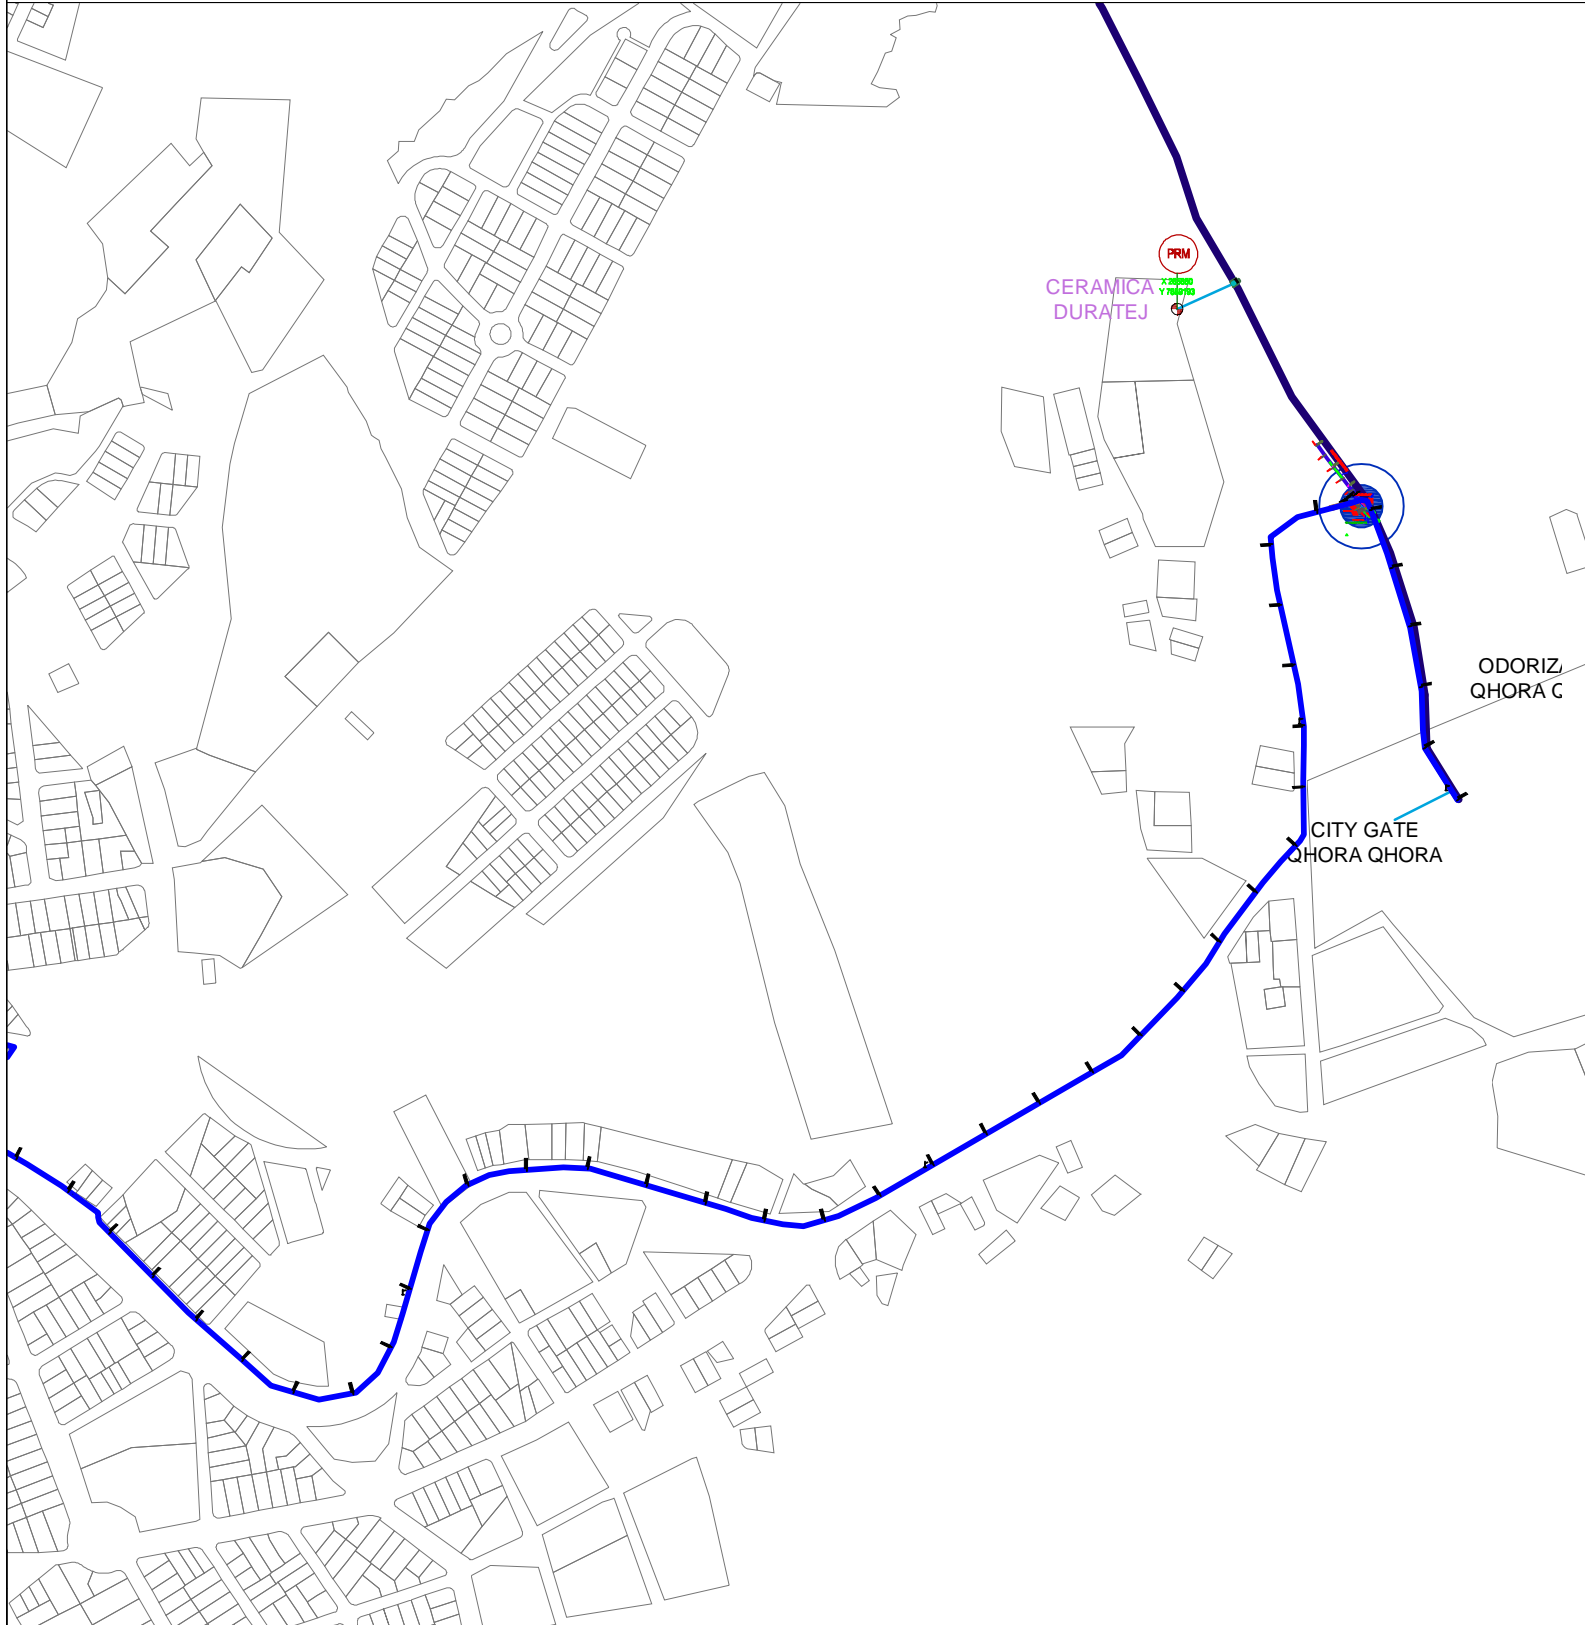 PRM
CERAMICA
DURATEJ
ODORIZ
QHORA
CITY GATE
QHORA QHORA